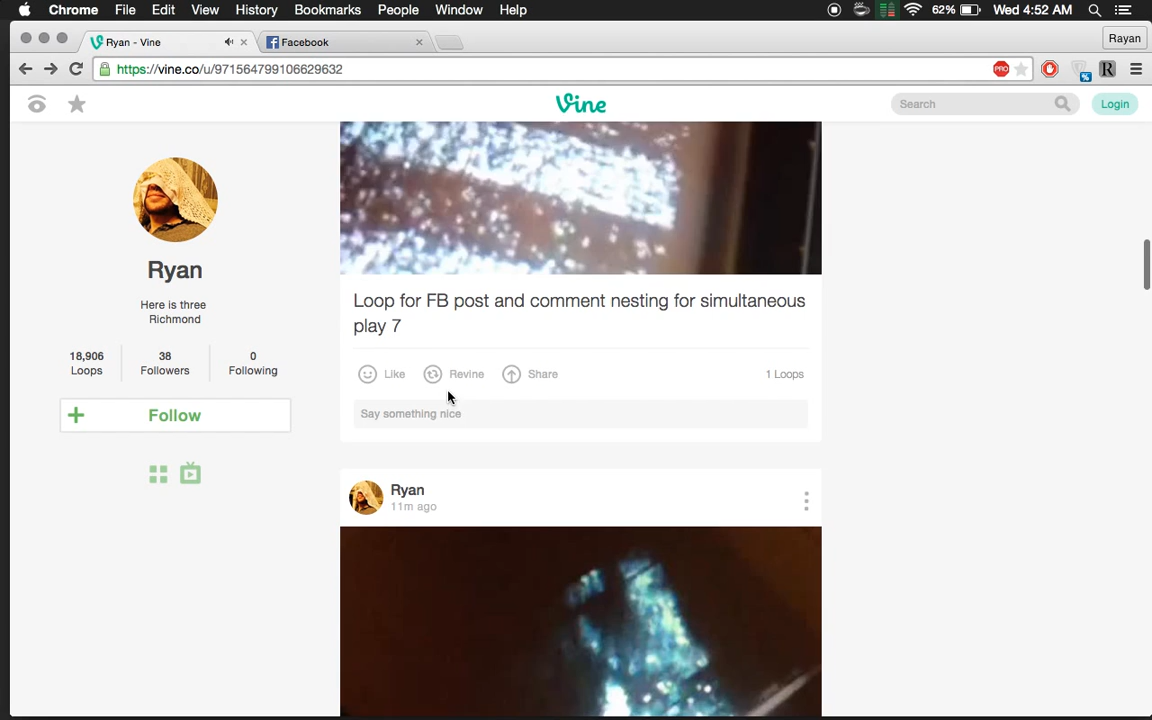 Chrome File Edit View History Bookmarks People Window Help 62% Wed 4:52 AM
Ryan - Vine Facebook Rayan
https://vine.co/u/971564799106629632 PRO % R
Vine Search Login
Ryan
Here is three
Richmond
18,906 38 0
Loops Followers Following
+ Follow
Loop for FB post and comment nesting for simultaneous
play 7
Like Revine Share 1 Loops
Say something nice
Ryan
11m ago